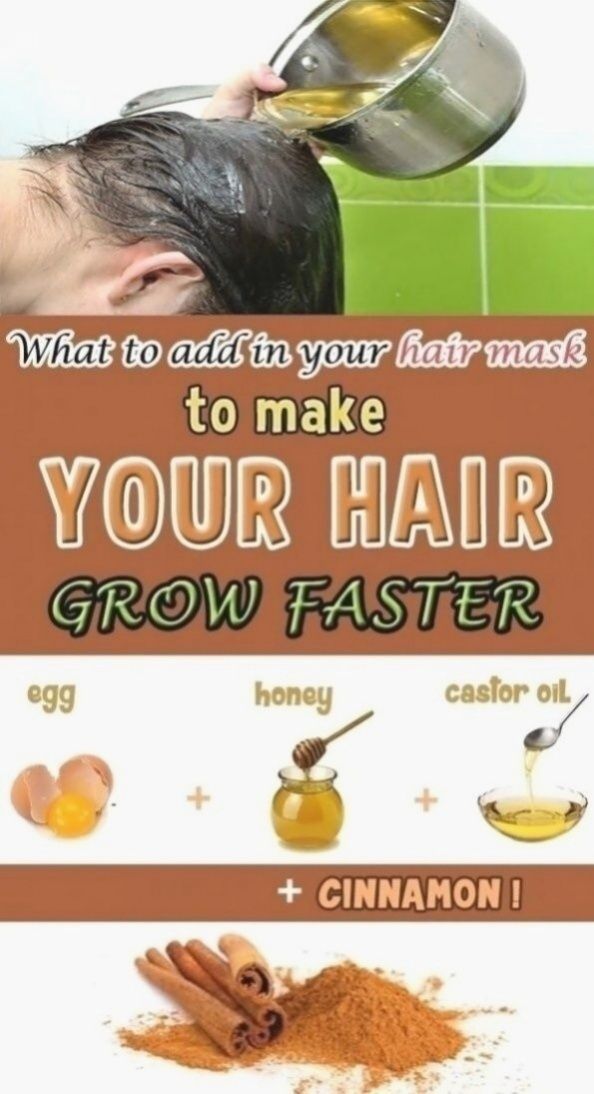 What to add in your hair mask
to make
YOUR HAIR
GROW FASTER
egg honey castor oil
+ +
+ CINNAMON!